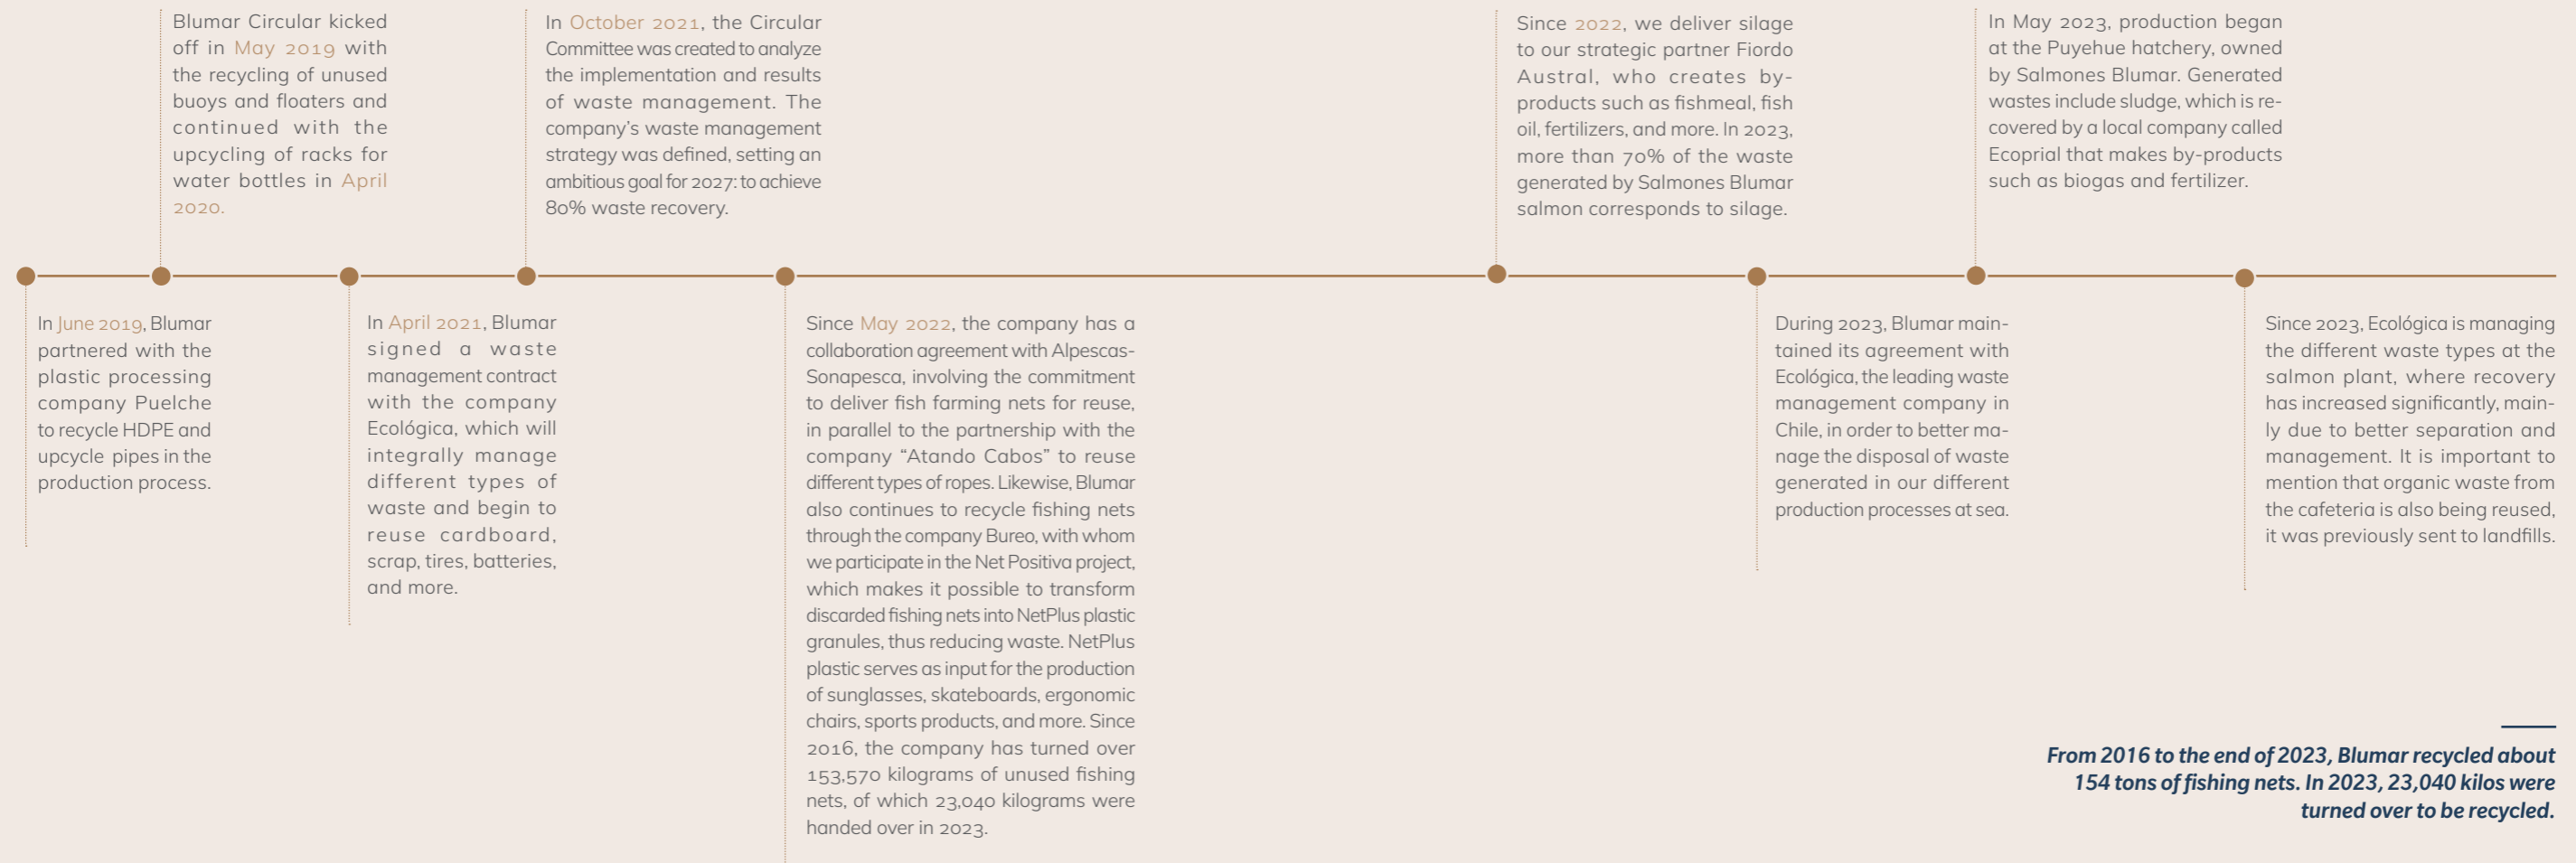 Blumar Circular kicked
off in May 2019 with
the recycling of unused
buoys and floaters and
continued with the
upcycling of racks for
water bottles in April
2020.
In October 2021, the Circular
Committee was created to analyze
the implementation and results
of waste management. The
company’s waste management
strategy was defined, setting an
ambitious goal for 2027: to achieve
80% waste recovery.
Since 2022, we deliver silage
to our strategic partner Fiordo
Austral, who creates by-
products such as fishmeal, fish
oil, fertilizers, and more. In 2023,
more than 70% of the waste
generated by Salmones Blumar
salmon corresponds to silage.
In May 2023, production began
at the Puyehue hatchery, owned
by Salmones Blumar. Generated
wastes include sludge, which is re-
covered by a local company called
Ecoprial that makes by-products
such as biogas and fertilizer.
In June 2019, Blumar
partnered with the
plastic processing
company Puelche
to recycle HDPE and
upcycle pipes in the
production process.
In April 2021, Blumar
signed a waste
management contract
with the company
Ecológica, which will
integrally manage
different types of
waste and begin to
reuse cardboard,
scrap, tires, batteries,
and more.
Since May 2022, the company has a
collaboration agreement with Alpescas-
Sonapesca, involving the commitment
to deliver fish farming nets for reuse,
in parallel to the partnership with the
company “Atando Cabos” to reuse
different types of ropes. Likewise, Blumar
also continues to recycle fishing nets
through the company Bureo, with whom
we participate in the Net Positiva project,
which makes it possible to transform
discarded fishing nets into NetPlus plastic
granules, thus reducing waste. NetPlus
plastic serves as input for the production
of sunglasses, skateboards, ergonomic
chairs, sports products, and more. Since
2016, the company has turned over
153,570 kilograms of unused fishing
nets, of which 23,040 kilograms were
handed over in 2023.
During 2023, Blumar main-
tained its agreement with
Ecológica, the leading waste
management company in
Chile, in order to better ma-
nage the disposal of waste
generated in our different
production processes at sea.
Since 2023, Ecológica is managing
the different waste types at the
salmon plant, where recovery
has increased significantly, main-
ly due to better separation and
management. It is important to
mention that organic waste from
the cafeteria is also being reused,
it was previously sent to landfills.
From 2016 to the end of 2023, Blumar recycled about
154 tons of fishing nets. In 2023, 23,040 kilos were
turned over to be recycled.